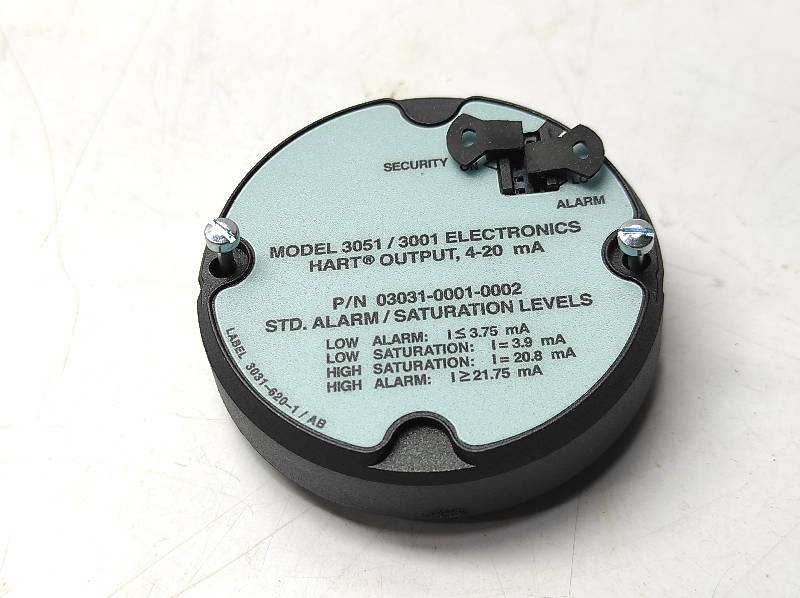 SECURITY ON
LO
ALARM
MODEL 3051 / 3001 ELECTRONICS
HART® OUTPUT, 4-20 mA
P/N 03031-0001-0002
STD. ALARM / SATURATION LEVELS
LOW ALARM: I ≤ 3.75 mA
LOW SATURATION: I = 3.9 mA
HIGH SATURATION: I = 20.8 mA
HIGH ALARM: I ≥ 21.75 mA
LABEL 3031-620-1 / AB